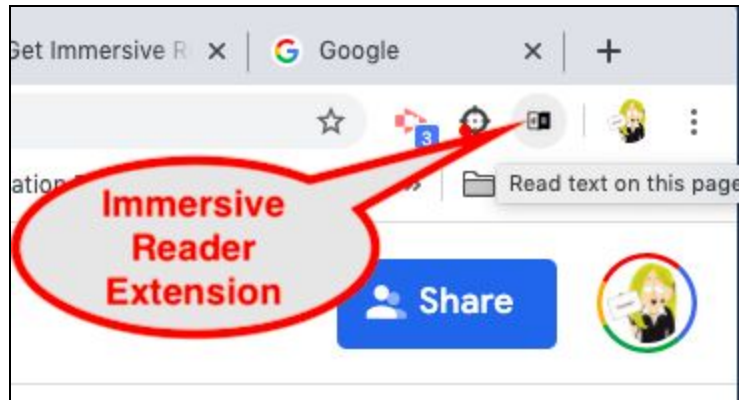 Get Immersive R
Google
3
Read text on this page
Immersive
Reader
Extension
Share